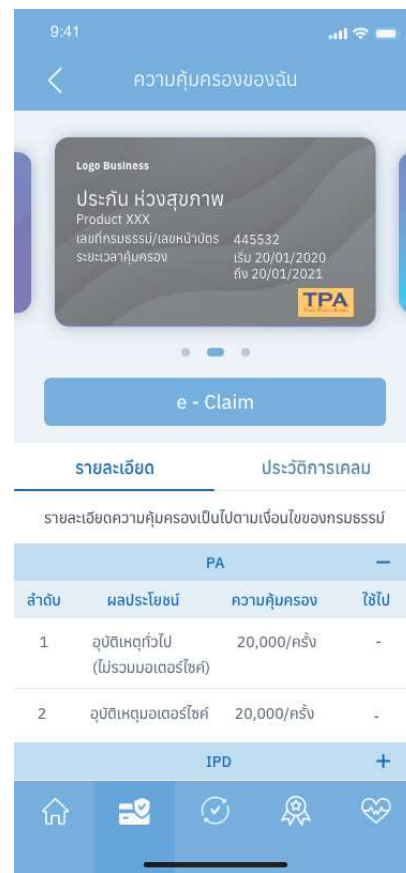 9:41
ความคุ้มครองของฉัน
Logo Business
ประกัน ห่วงสุขภาพ
Product XXX
เลขที่กรมธรรม์/เลขหน้าบัตร 445532
ระยะเวลาคุ้มครอง เริ่ม 20/01/2020
ถึง 20/01/2021
TPA
e - Claim
รายละเอียด ประวัติการเคลม
รายละเอียดความคุ้มครองเป็นไปตามเงื่อนไขของกรมธรรม์
PA −
ลำดับ ผลประโยชน์ ความคุ้มครอง ใช้ไป
1 อุบัติเหตุทั่วไป 20,000/ครั้ง -
(ไม่รวมมอเตอร์ไซค์)
2 อุบัติเหตุมอเตอร์ไซค์ 20,000/ครั้ง -
IPD +